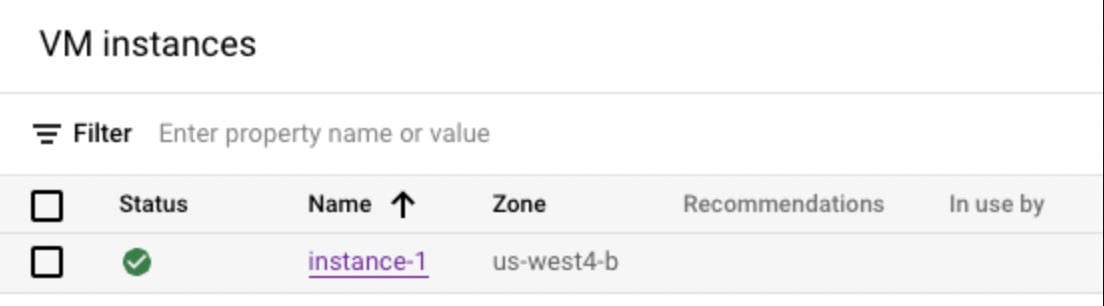 VM instances
Filter Enter property name or value
Status Name Zone Recommendations In use by
instance-1 us-west4-b